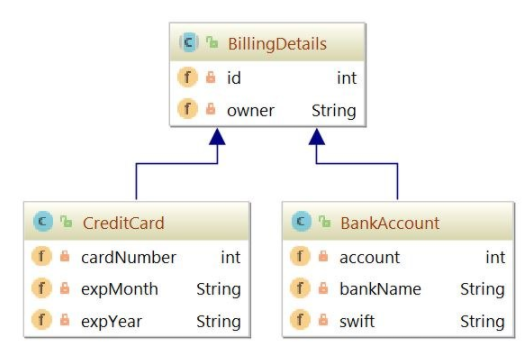 BillingDetails
id int
owner String
CreditCard
cardNumber int
expMonth String
expYear String
BankAccount
account int
bankName String
swift String